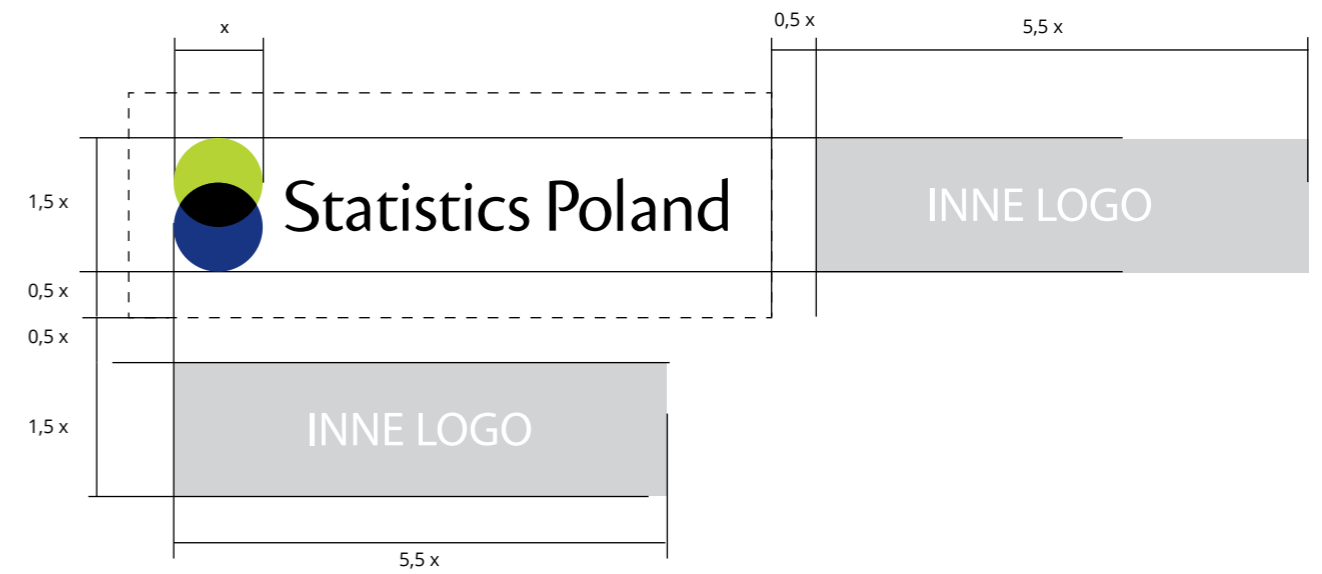 x
0,5 x
5,5 x
1,5 x
Statistics Poland
INNE LOGO
0,5 x
0,5 x
1,5 x
INNE LOGO
5,5 x